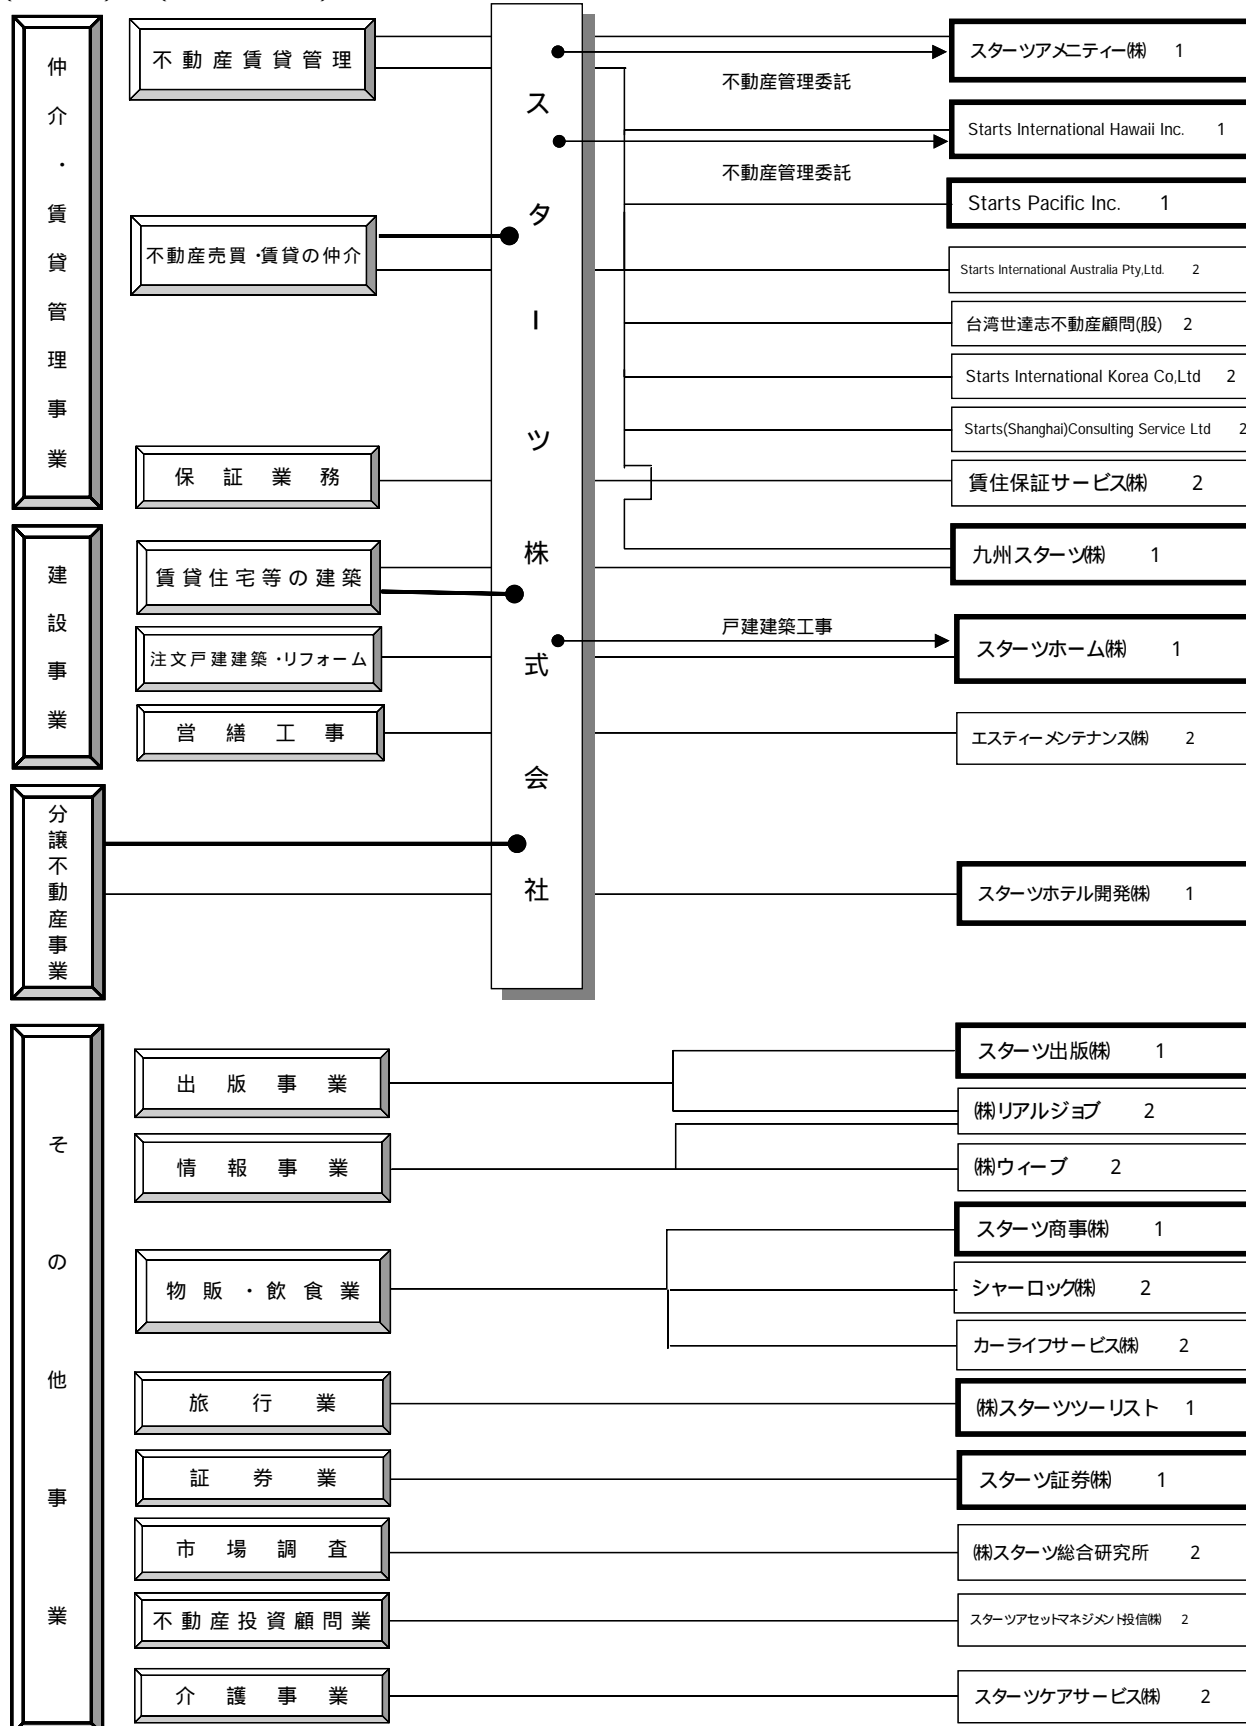 仲介・賃貸管理事業
不動産賃貸管理
不動産売買・賃貸の仲介
保証業務
建設事業
賃貸住宅等の建築
注文戸建建築・リフォーム
営繕工事
分譲不動産事業
スターツ株式会社
不動産管理委託
不動産管理委託
戸建建築工事
スターツアメニティー㈱ 1
Starts International Hawaii Inc. 1
Starts Pacific Inc. 1
Starts International Australia Pty,Ltd. 2
台湾世達志不動産顧問(股) 2
Starts International Korea Co,Ltd 2
Starts(Shanghai)Consulting Service Ltd 2
賃住保証サービス㈱ 2
九州スターツ㈱ 1
スターツホーム㈱ 1
エスティーメンテナンス㈱ 2
スターツホテル開発㈱ 1
その他事業
出版事業
情報事業
物販・飲食業
旅行業
証券業
市場調査
不動産投資顧問業
介護事業
スターツ出版㈱ 1
㈱リアルジョブ 2
㈱ウィーブ 2
スターツ商事㈱ 1
シャーロック㈱ 2
カーライフサービス㈱ 2
㈱スターツツーリスト 1
スターツ証券㈱ 1
㈱スターツ総合研究所 2
スターツアセットマネジメント投信㈱ 2
スターツケアサービス㈱ 2